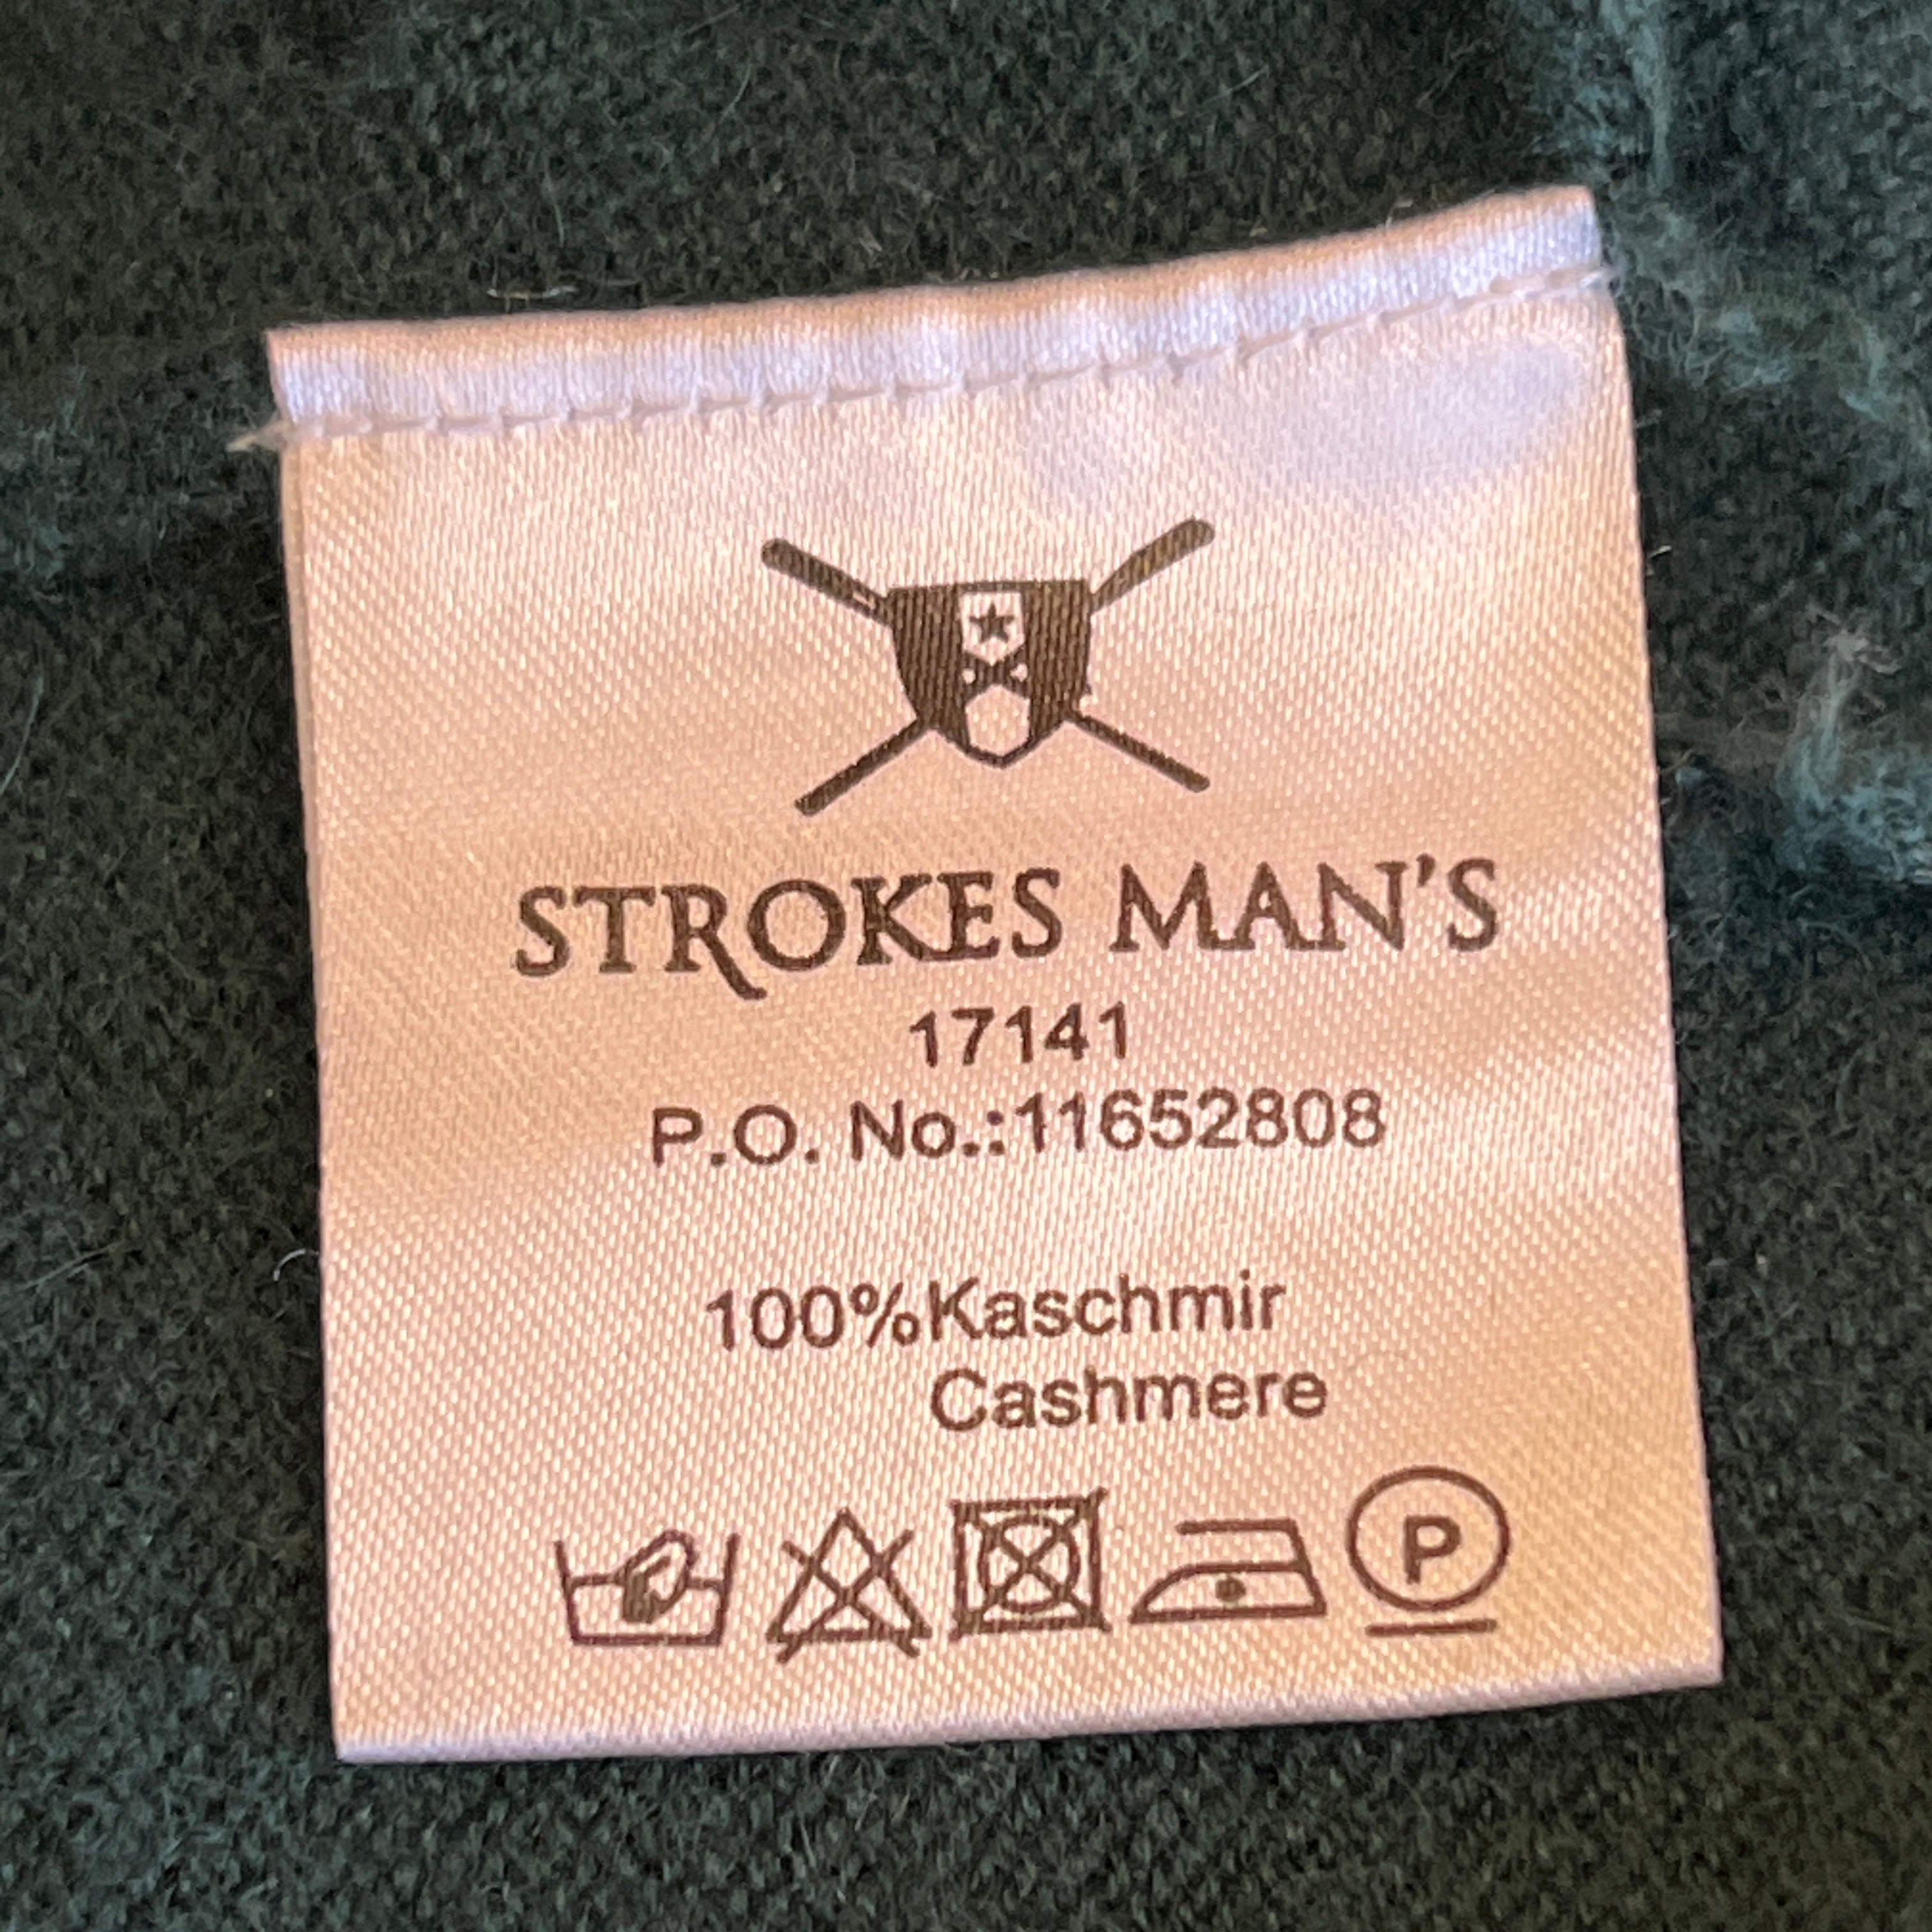 STROKES MAN'S
17141
P.O. No.:11652808
100%Kaschmir
Cashmere
P